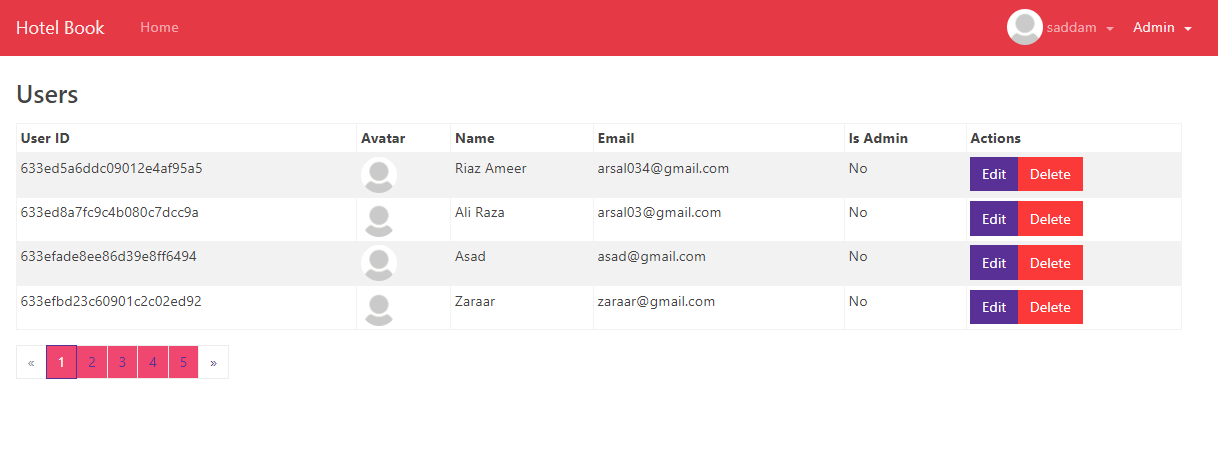 Hotel Book Home saddam Admin
Users
User ID Avatar Name Email Is Admin Actions
633ed5a6ddc09012e4af95a5 Riaz Ameer arsal034@gmail.com No Edit Delete
633ed8a7fc9c4b080c7dcc9a Ali Raza arsal03@gmail.com No Edit Delete
633efade8ee86d39e8ff6494 Asad asad@gmail.com No Edit Delete
633efbd23c60901c2c02ed92 Zaraar zaraar@gmail.com No Edit Delete
« 1 2 3 4 5 »